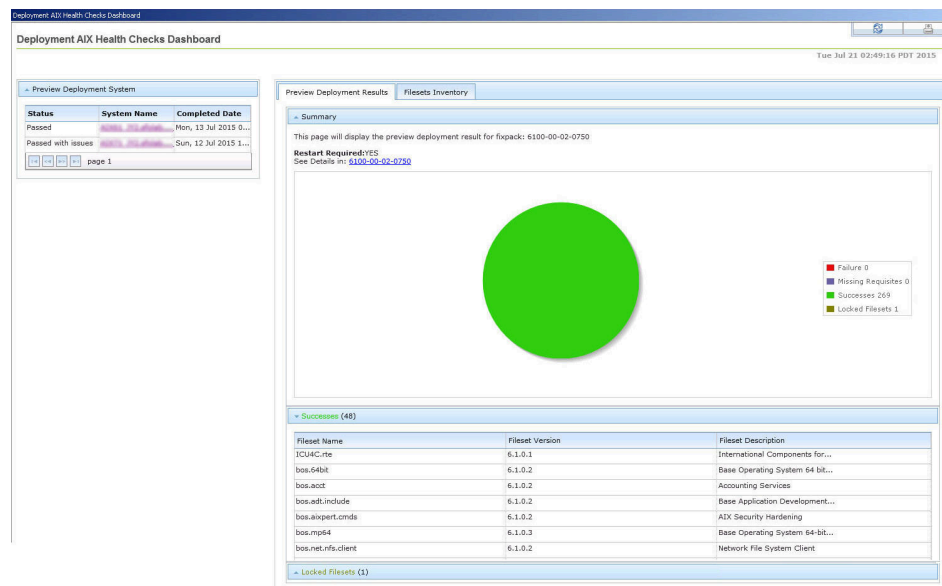 Deployment AIX Health Checks Dashboard
Deployment AIX Health Checks Dashboard
Tue Jul 21 02:49:16 PDT 2015
Preview Deployment System
Status System Name Completed Date
Passed Mon, 13 Jul 2015 0...
Passed with issues Sun, 12 Jul 2015 1...
page 1
Preview Deployment Results Filesets Inventory
Summary
This page will display the preview deployment result for fixpack: 6100-00-02-0750
Restart Required:YES
See Details in: 6100-00-02-0750
Failure 0
Missing Requisites 0
Successes 269
Locked Filesets 1
Successes (48)
Fileset Name Fileset Version Fileset Description
ICU4C.rte 6.1.0.1 International Components for...
bos.64bit 6.1.0.2 Base Operating System 64 bit...
bos.acct 6.1.0.2 Accounting Services
bos.adt.include 6.1.0.2 Base Application Development...
bos.aixpert.cmds 6.1.0.2 AIX Security Hardening
bos.mp64 6.1.0.3 Base Operating System 64-bit...
bos.net.nfs.client 6.1.0.2 Network File System Client
Locked Filesets (1)